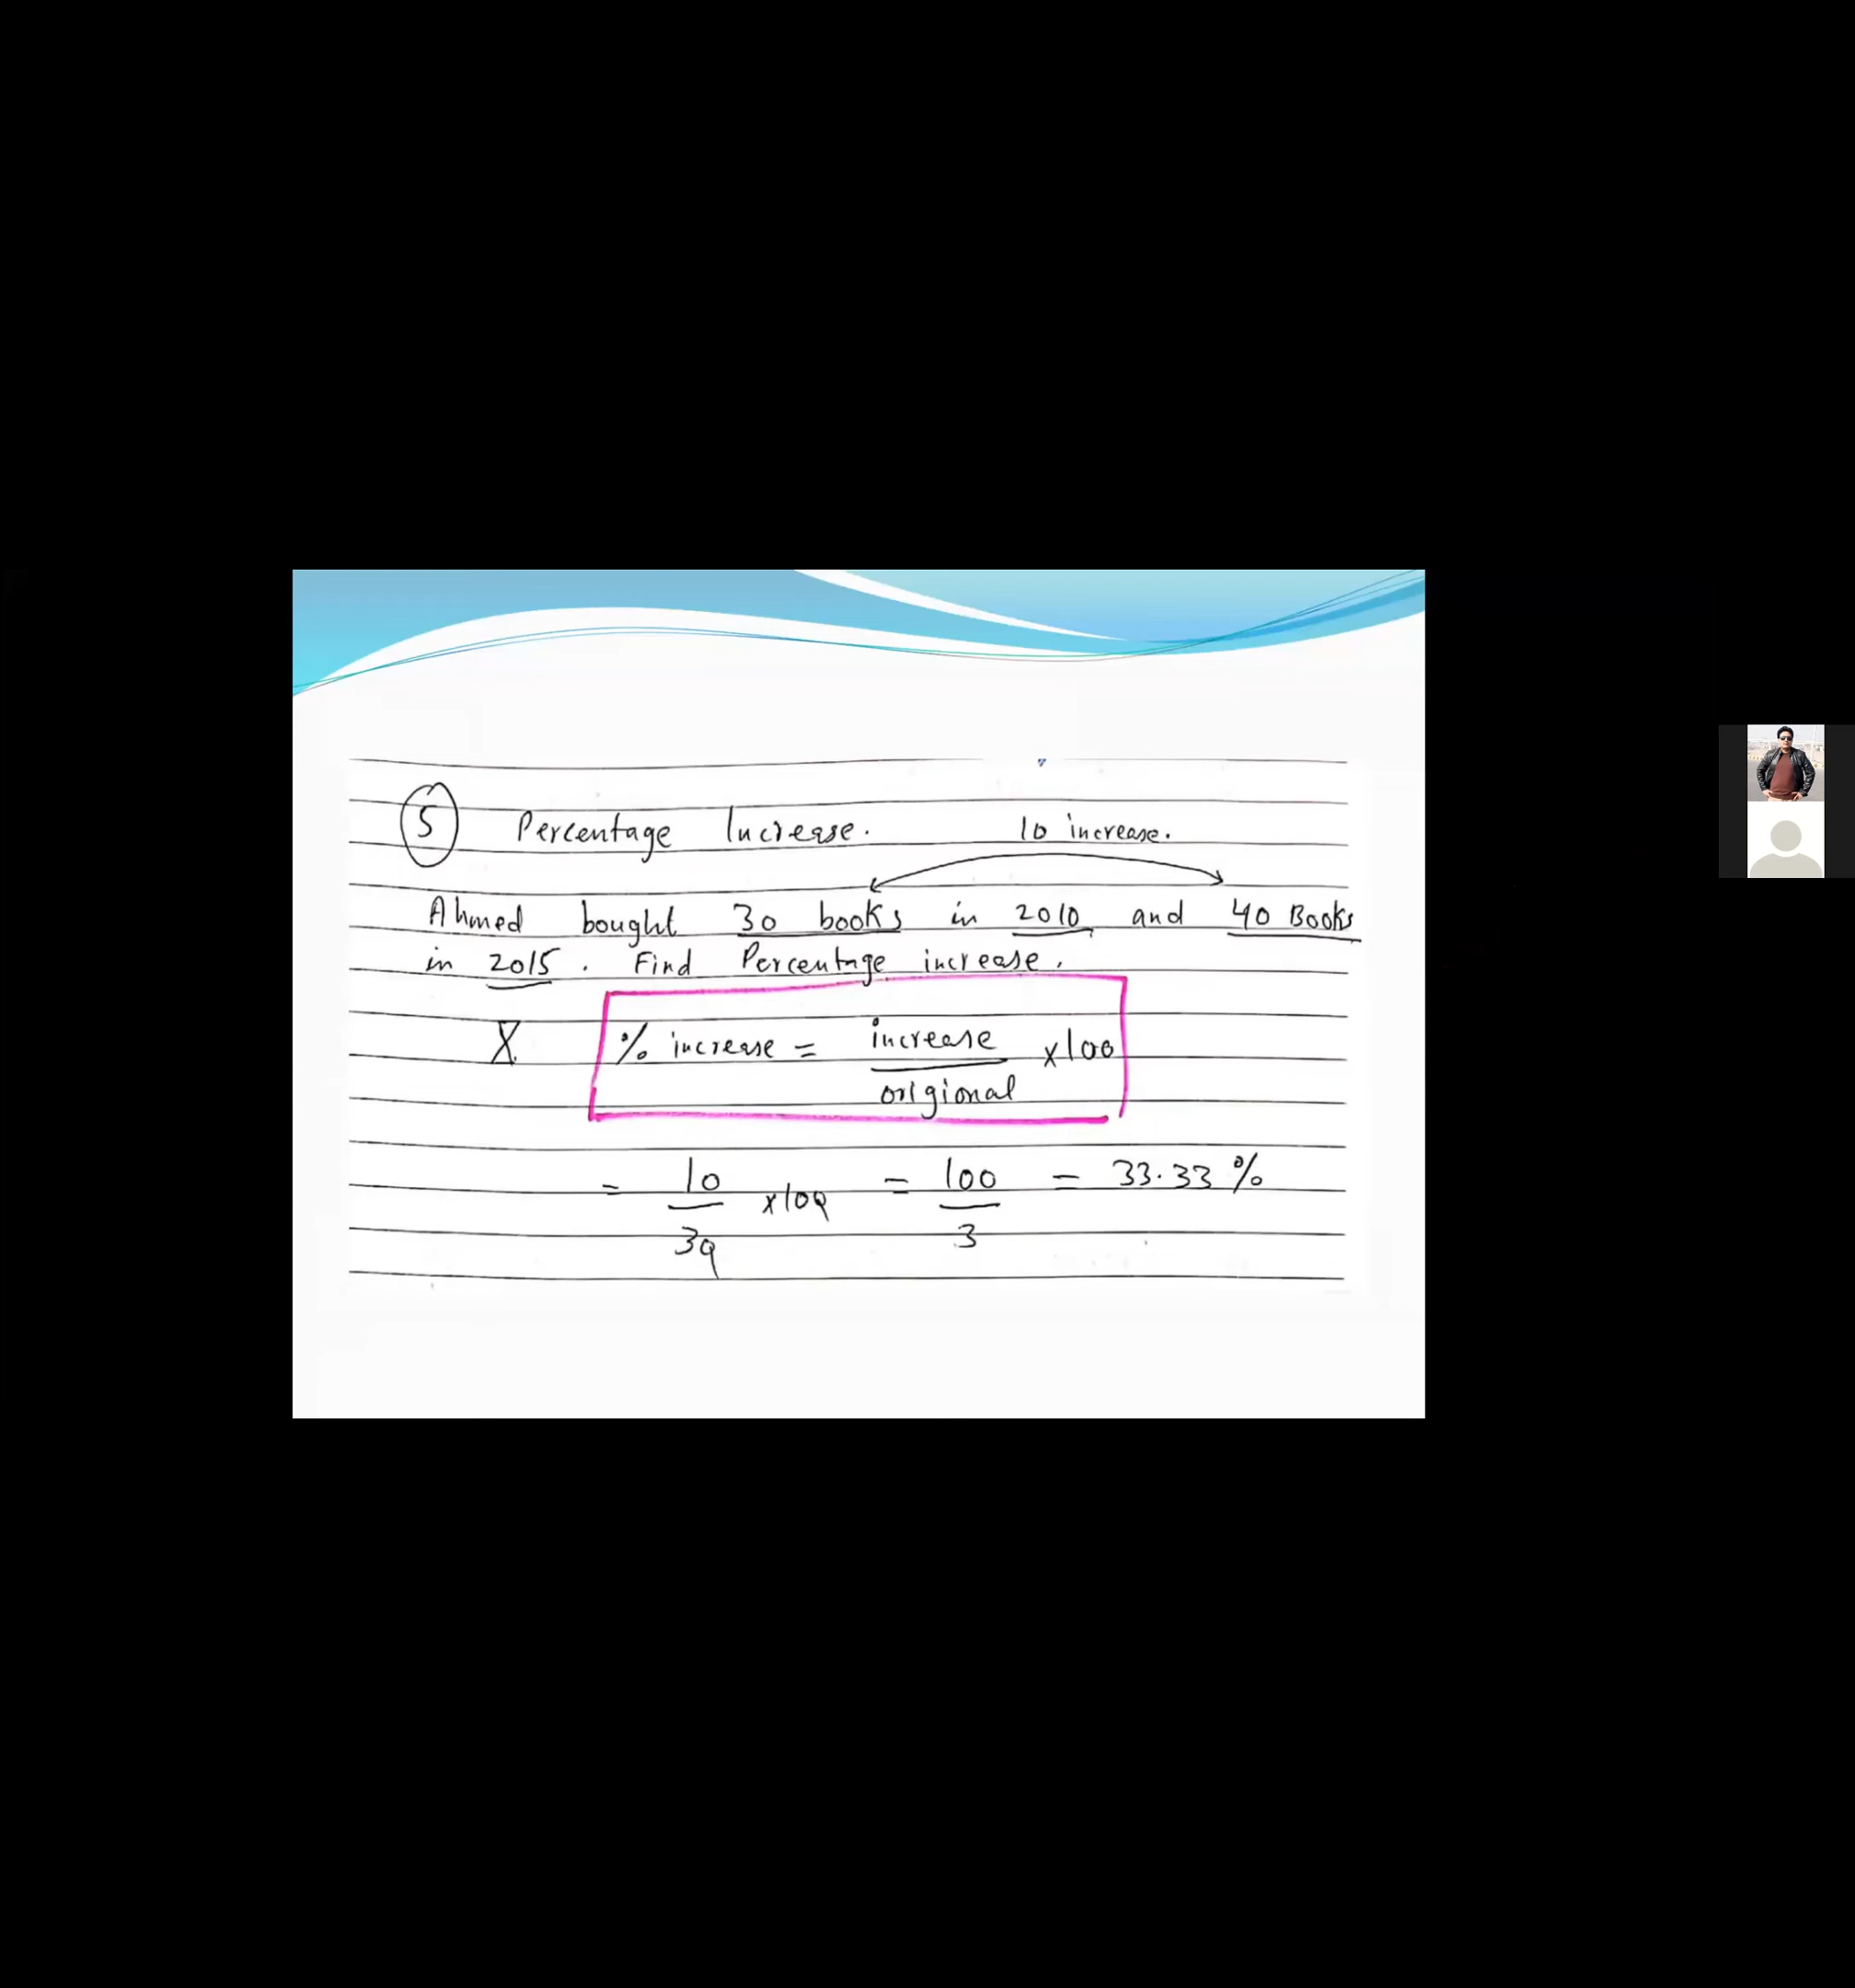 5 Percentage Increase. 10 increase.
Ahmed bought 30 books in 2010 and 40 Books
in 2015. Find Percentage increase.
X % increase = increase / origional x100
= 10 / 30 x100 = 100 / 3 = 33.33 %